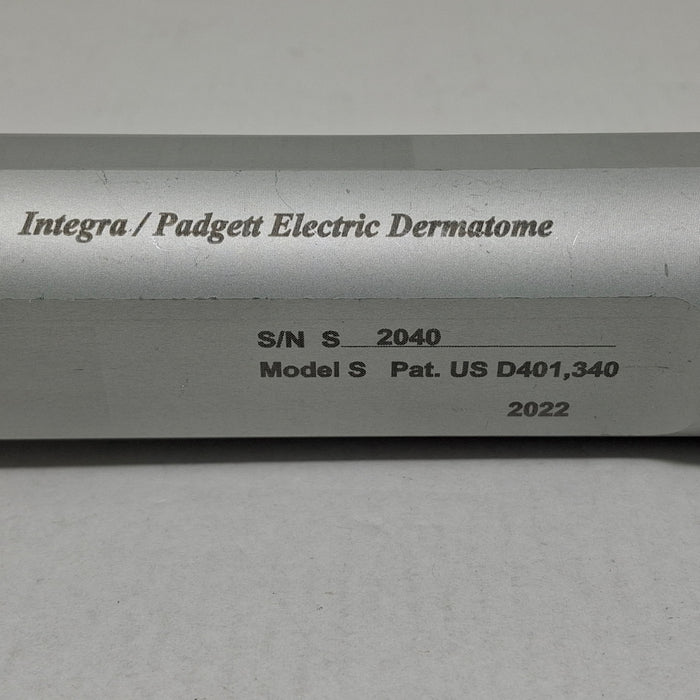 Integra / Padgett Electric Dermatome
S/N S 2040
Model S Pat. US D401,340
2022